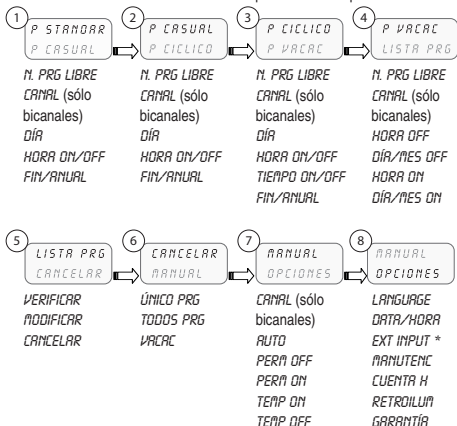 1
P STANDAR
P CASUAL
N. PRG LIBRE
CANAL (sólo
bicanales)
DÍA
HORA ON/OFF
FIN/ANUAL
2
P CASUAL
P CICLICO
N. PRG LIBRE
CANAL (sólo
bicanales)
DÍA
HORA ON/OFF
FIN/ANUAL
3
P CICLICO
P VACAC
N. PRG LIBRE
CANAL (sólo
bicanales)
DÍA
HORA ON/OFF
TIEMPO ON/OFF
FIN/ANUAL
4
P VACAC
LISTA PRG
N. PRG LIBRE
CANAL (sólo
bicanales)
HORA OFF
DÍA/MES OFF
HORA ON
DÍA/MES ON
5
LISTA PRG
CANCELAR
VERIFICAR
MODIFICAR
CANCELAR
6
CANCELAR
MANUAL
ÚNICO PRG
TODOS PRG
VACAC
7
MANUAL
OPCIONES
CANAL (sólo
bicanales)
AUTO
PERM OFF
PERM ON
TEMP ON
TEMP OFF
8
MANUAL
OPCIONES
LANGUAGE
DATA/HORA
EXT INPUT *
MANUTENC
CUENTA H
RETROILUM
GARANTÍA